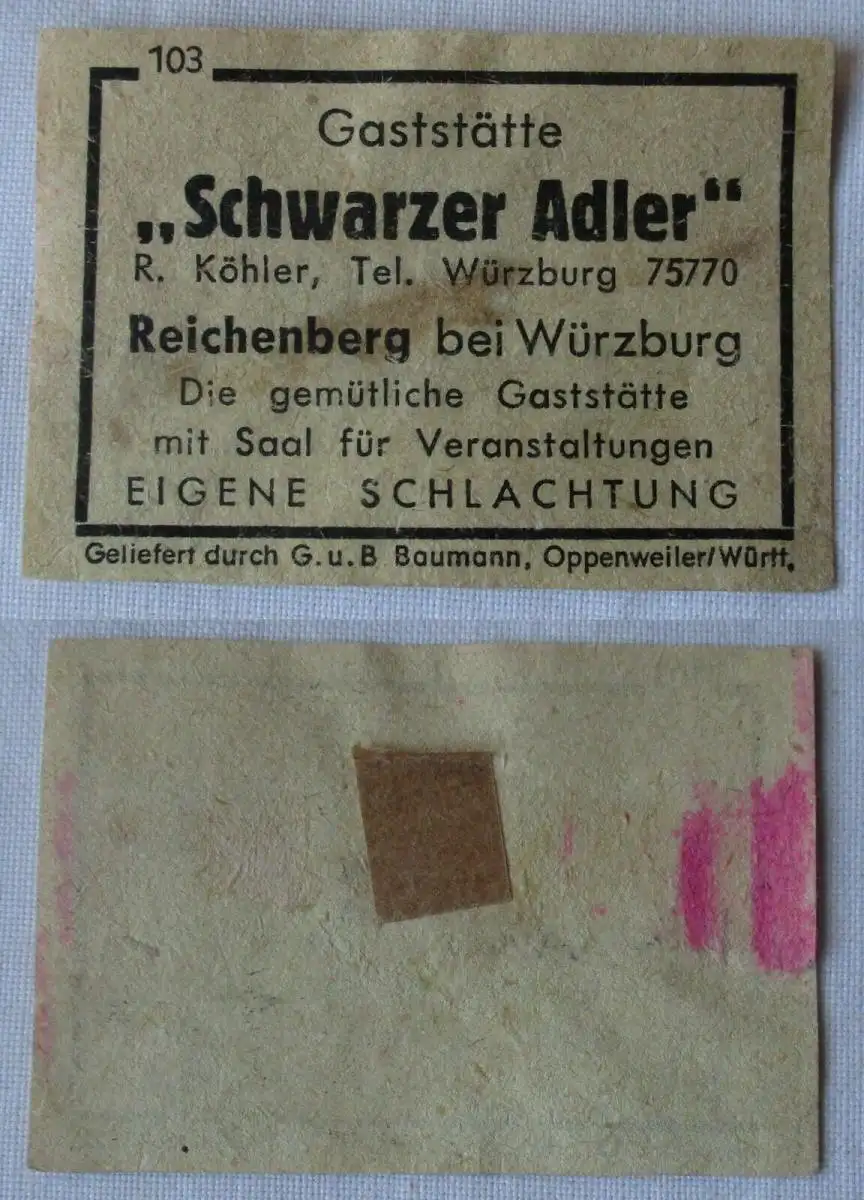 103
Gaststätte
„Schwarzer Adler“
R. Köhler, Tel. Würzburg 75770
Reichenberg bei Würzburg
Die gemütliche Gaststätte
mit Saal für Veranstaltungen
EIGENE SCHLACHTUNG
Geliefert durch G.u.B Baumann, Oppenweiler/Württ.